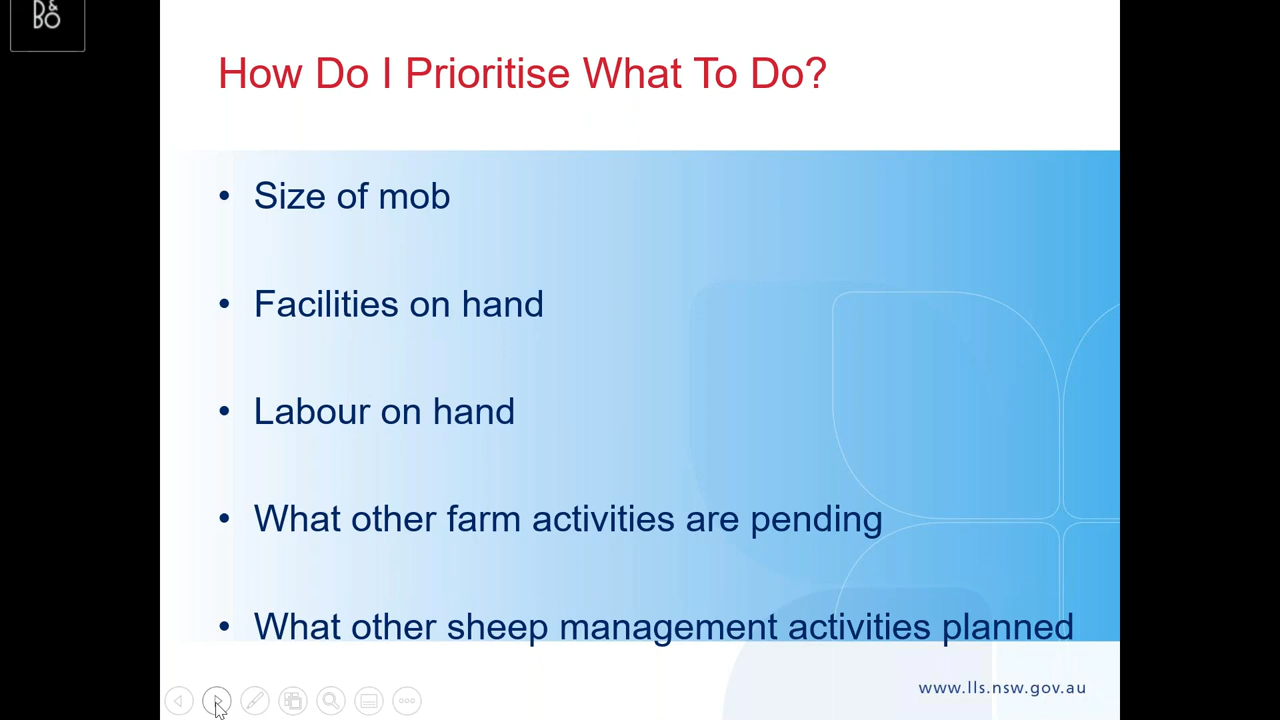 B&
BO
How Do I Prioritise What To Do?
• Size of mob
• Facilities on hand
• Labour on hand
• What other farm activities are pending
• What other sheep management activities planned
www.lls.nsw.gov.au